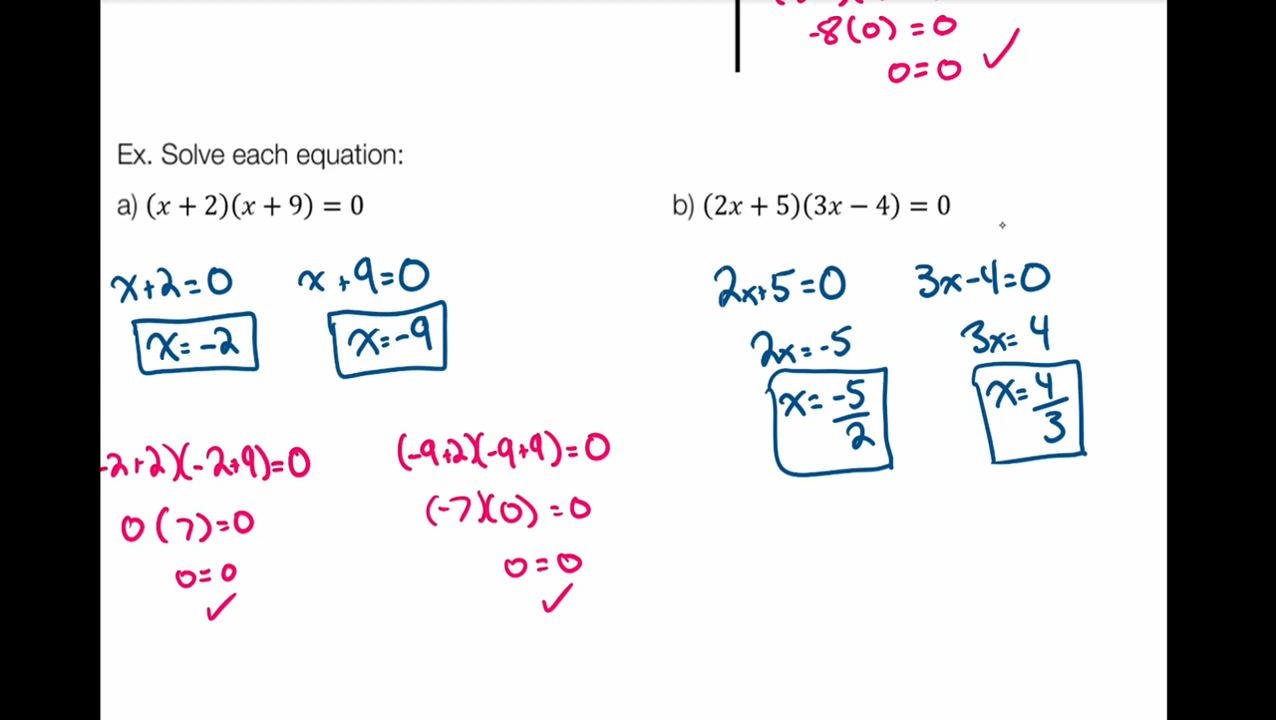 -8(0) = 0
0=0 ✓
Ex. Solve each equation:
a) (x + 2)(x + 9) = 0
x+2=0 x+9=0
x=-2 x=-9
-2+2)(-2+9)=0 (-9+2)(-9+9)=0
0(7)=0 (-7)(0)=0
0=0 0=0
✓ ✓
b) (2x + 5)(3x − 4) = 0
2x+5=0 3x-4=0
2x=-5 3x=4
x=-5/2 x=4/3